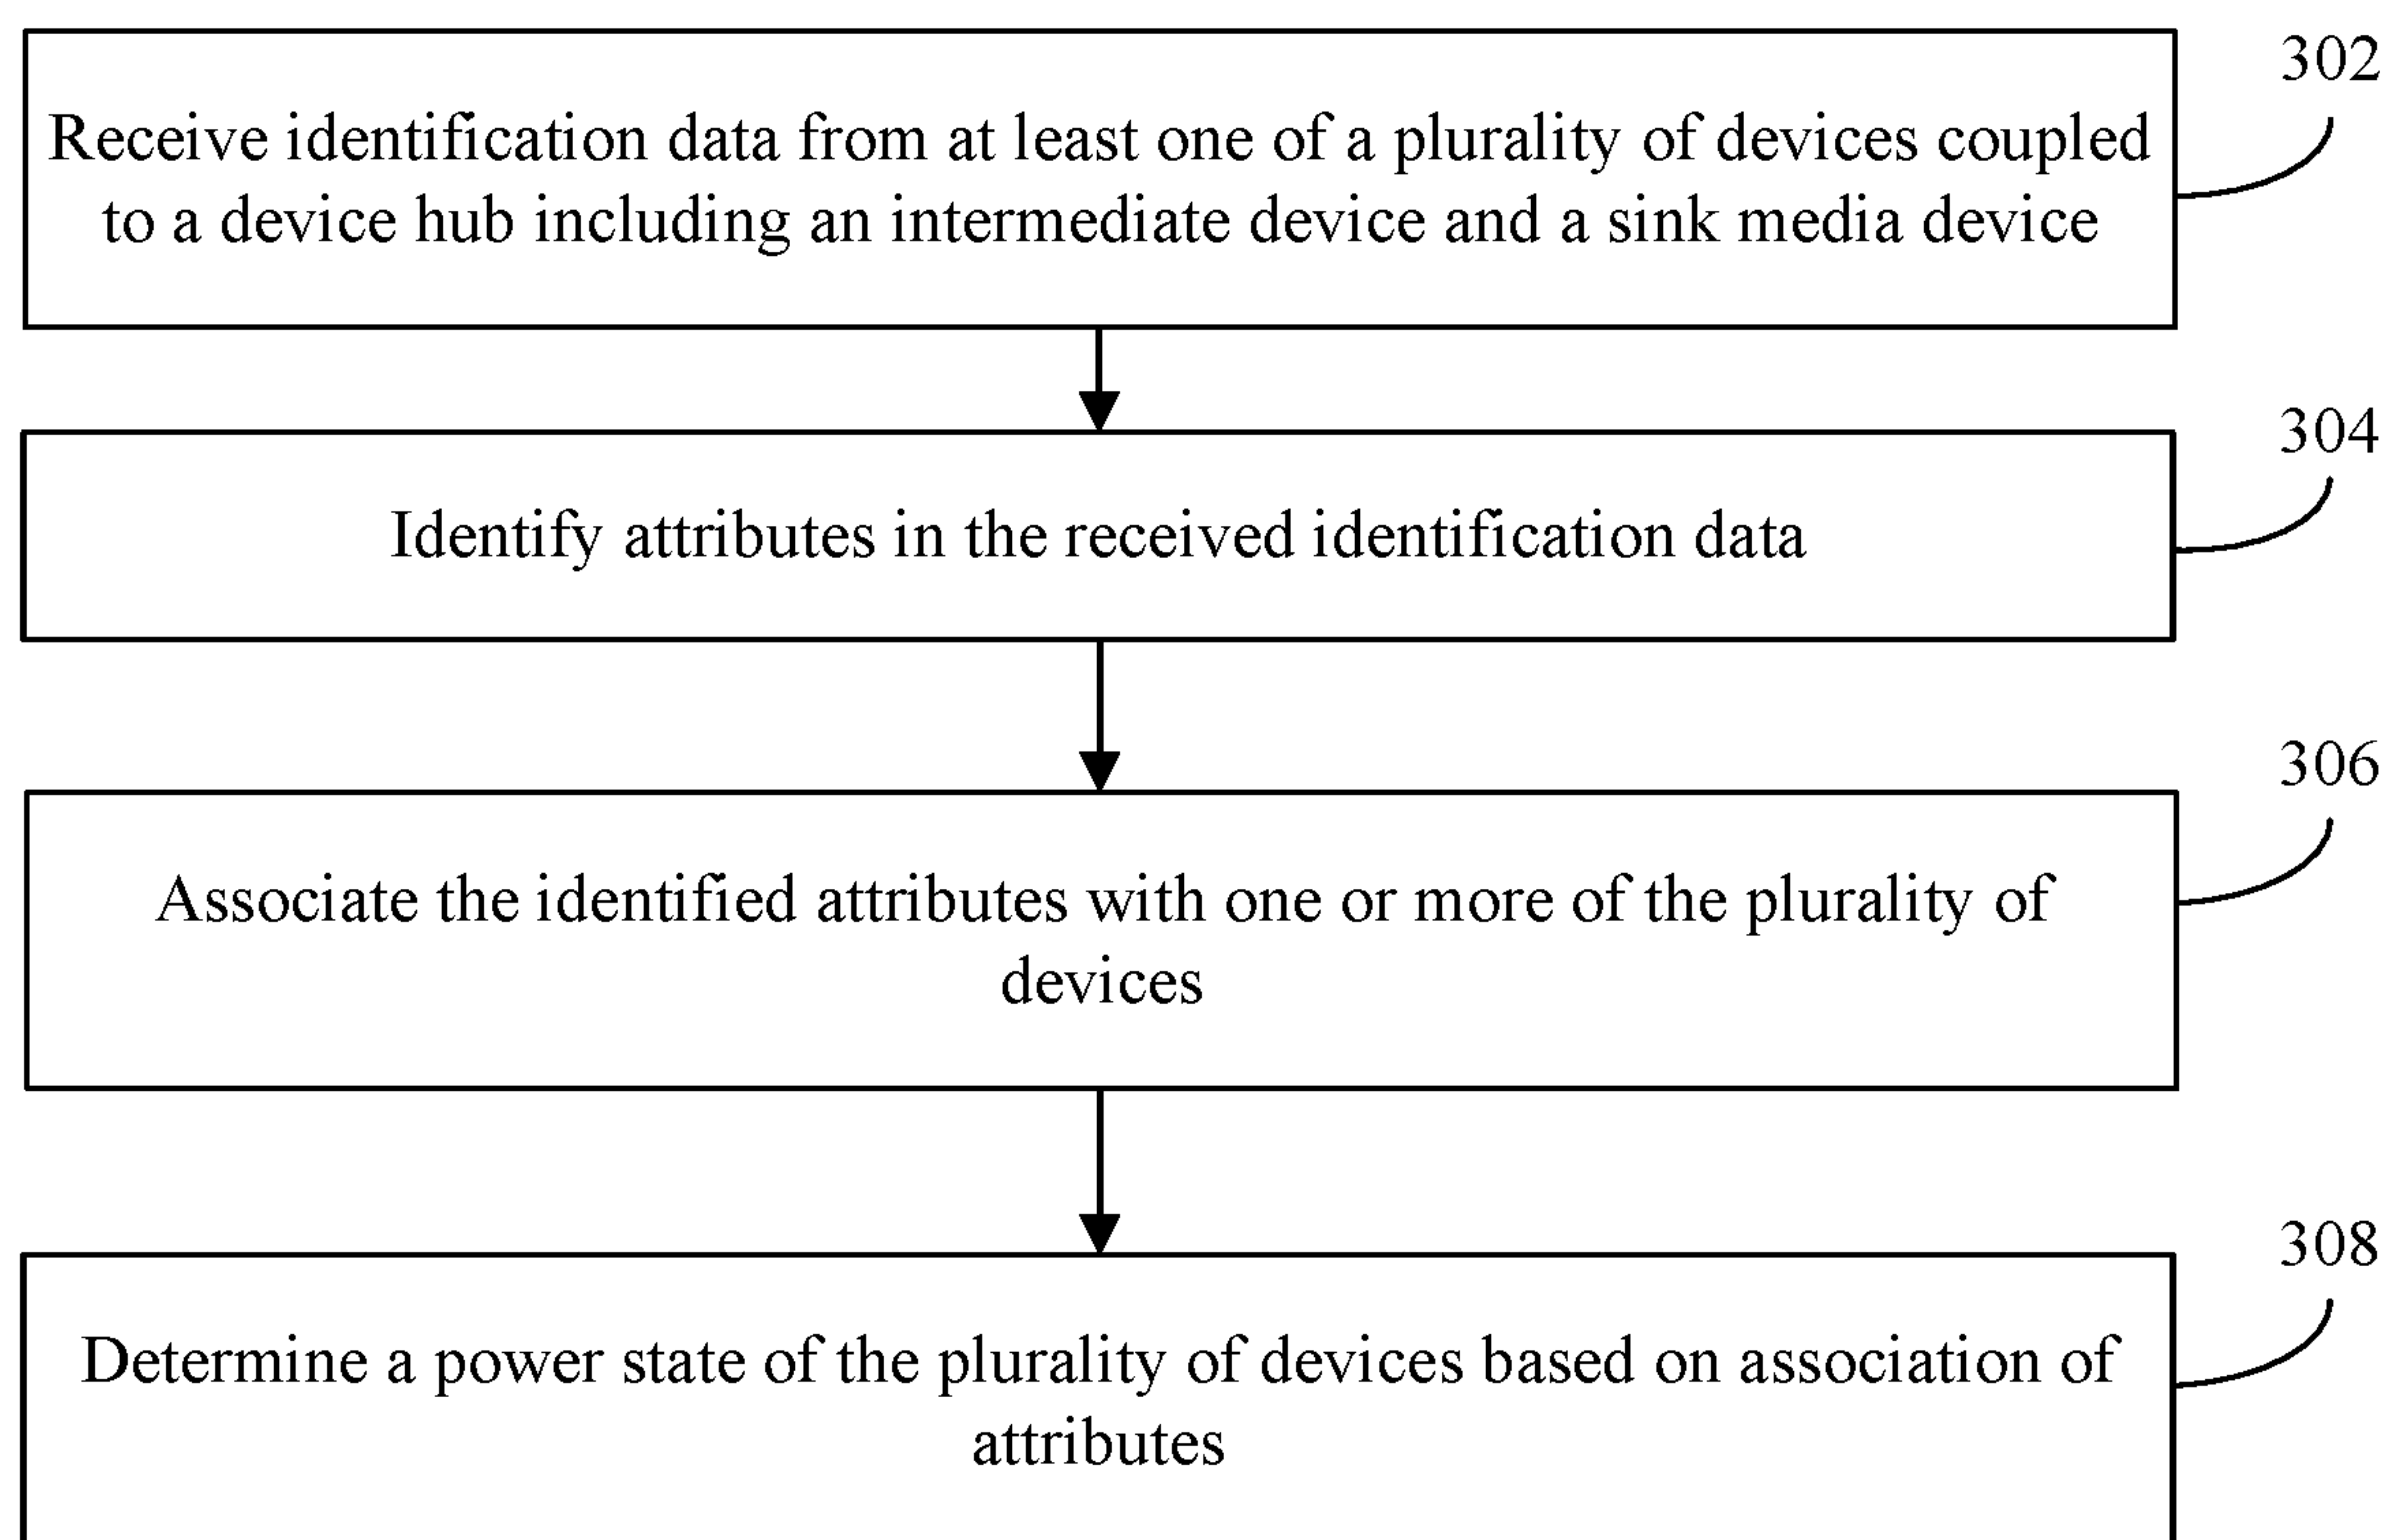 302
Receive identification data from at least one of a plurality of devices coupled
to a device hub including an intermediate device and a sink media device
304
Identify attributes in the received identification data
306
Associate the identified attributes with one or more of the plurality of
devices
308
Determine a power state of the plurality of devices based on association of
attributes